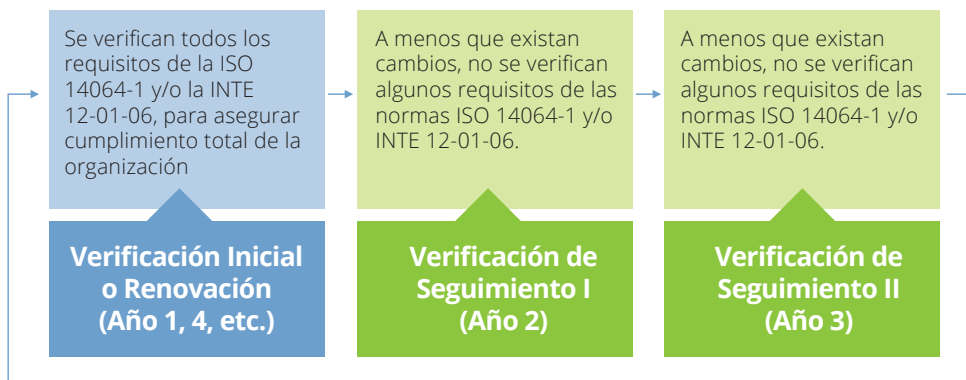 Se verifican todos los
requisitos de la ISO
14064-1 y/o la INTE
12-01-06, para asegurar
cumplimiento total de la
organización
Verificación Inicial
o Renovación
(Año 1, 4, etc.)
A menos que existan
cambios, no se verifican
algunos requisitos de las
normas ISO 14064-1 y/o
INTE 12-01-06.
Verificación de
Seguimiento I
(Año 2)
A menos que existan
cambios, no se verifican
algunos requisitos de las
normas ISO 14064-1 y/o
INTE 12-01-06.
Verificación de
Seguimiento II
(Año 3)